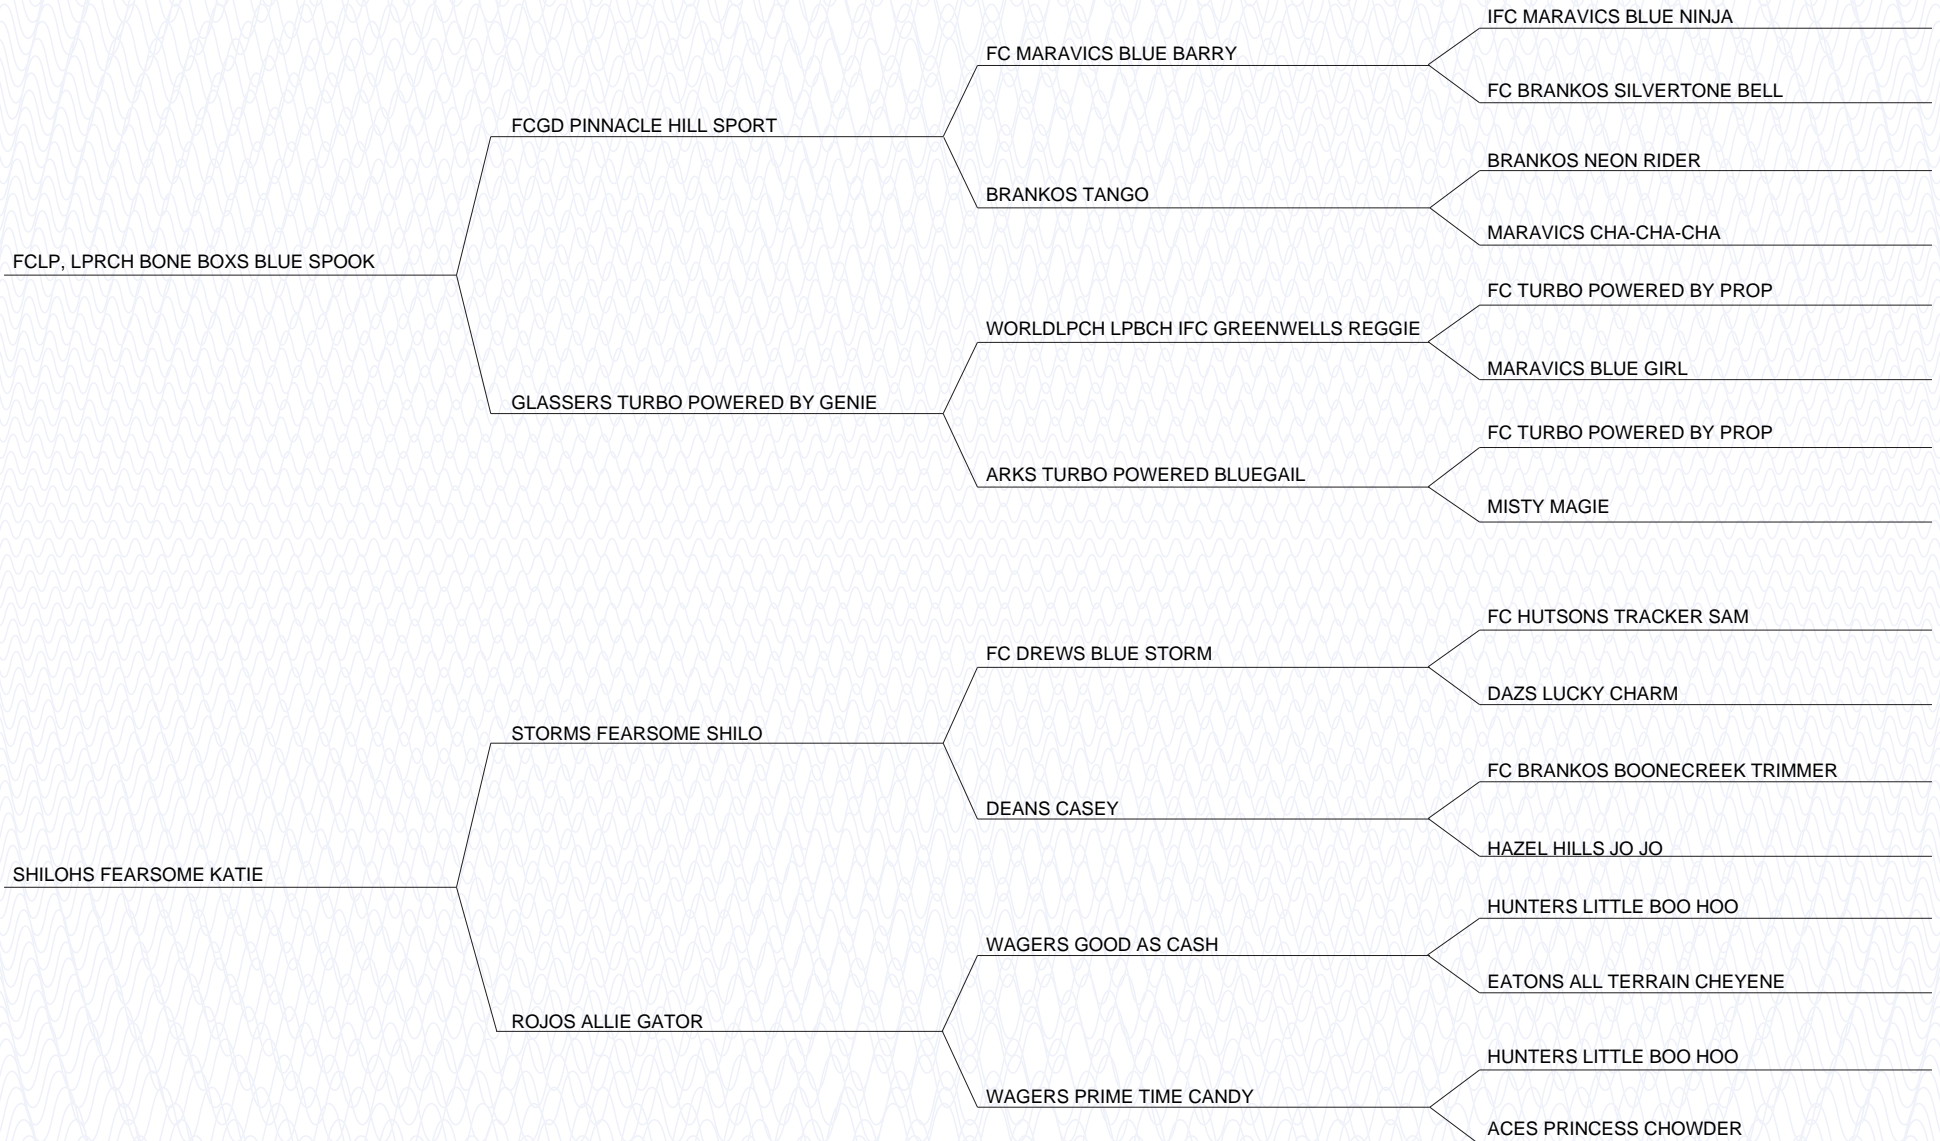 IFC MARAVICS BLUE NINJA
FC MARAVICS BLUE BARRY
FC BRANKOS SILVERTONE BELL
FCGD PINNACLE HILL SPORT
BRANKOS NEON RIDER
BRANKOS TANGO
MARAVICS CHA-CHA-CHA
FCLP, LPRCH BONE BOXS BLUE SPOOK
FC TURBO POWERED BY PROP
WORLDLPCH LPBCH IFC GREENWELLS REGGIE
MARAVICS BLUE GIRL
GLASSERS TURBO POWERED BY GENIE
FC TURBO POWERED BY PROP
ARKS TURBO POWERED BLUEGAIL
MISTY MAGIE
FC HUTSONS TRACKER SAM
FC DREWS BLUE STORM
DAZS LUCKY CHARM
STORMS FEARSOME SHILO
FC BRANKOS BOONECREEK TRIMMER
DEANS CASEY
HAZEL HILLS JO JO
SHILOHS FEARSOME KATIE
HUNTERS LITTLE BOO HOO
WAGERS GOOD AS CASH
EATONS ALL TERRAIN CHEYENE
ROJOS ALLIE GATOR
HUNTERS LITTLE BOO HOO
WAGERS PRIME TIME CANDY
ACES PRINCESS CHOWDER